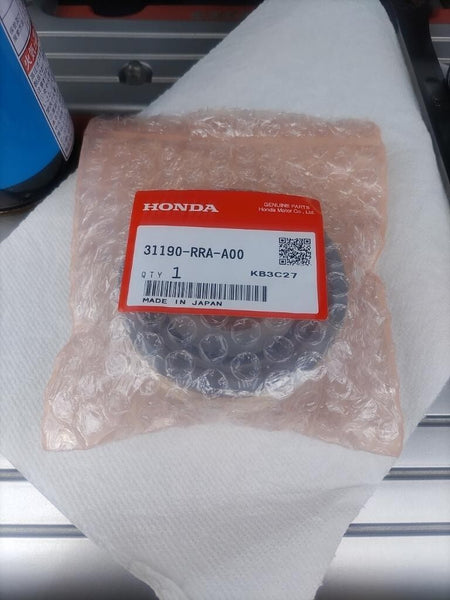 HONDA
GENUINE PARTS
Honda Motor Co., Ltd.
31190-RRA-A00
QTY 1
KB3C27
MADE IN JAPAN